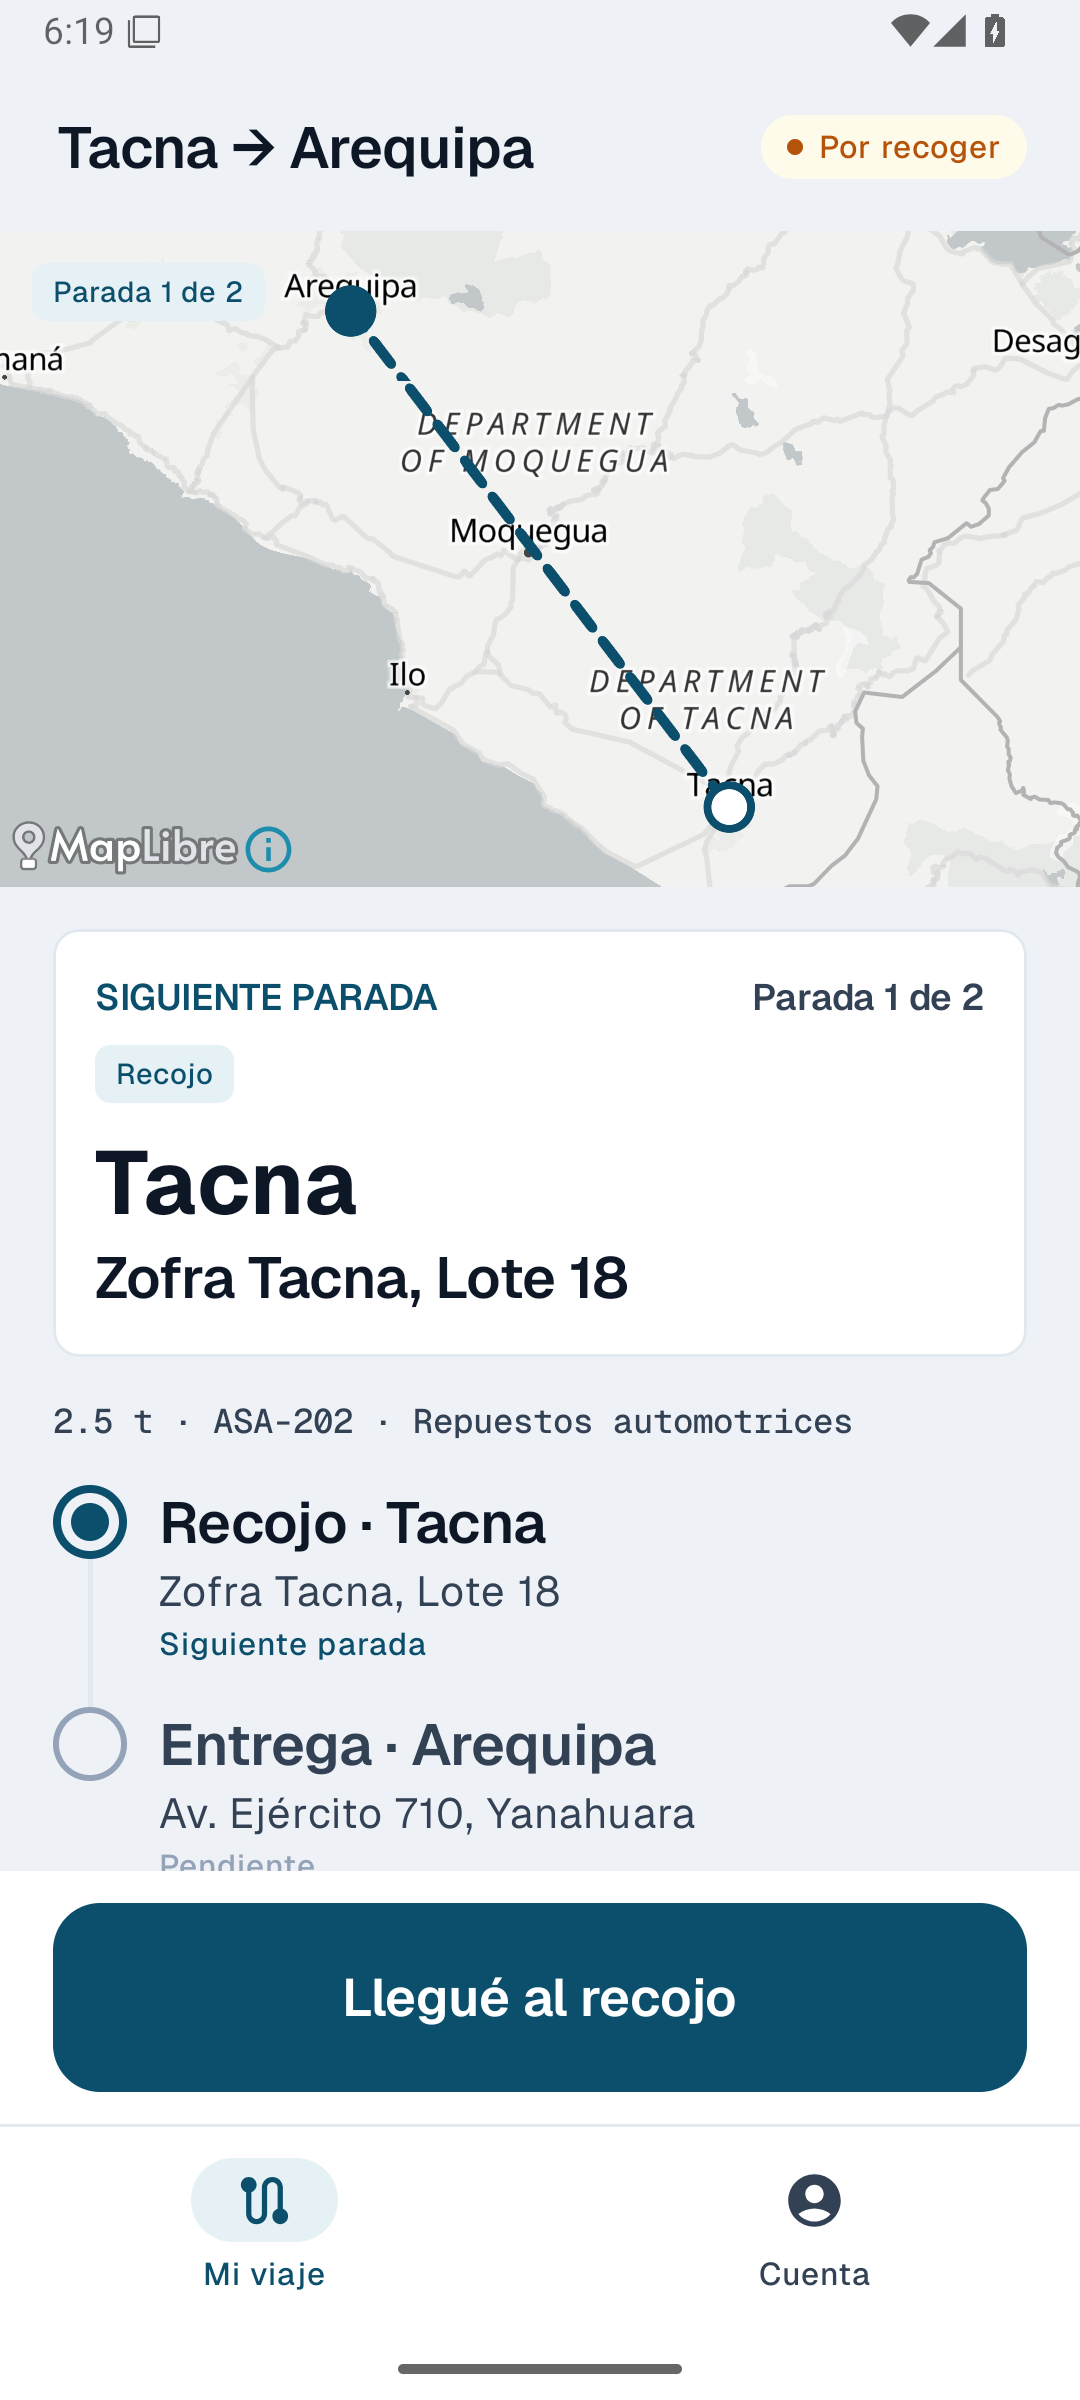 6:19
Tacna → Arequipa
Por recoger
Parada 1 de 2
Arequipa
Desag
naná
DEPARTMENT
OF MOQUEGUA
Moquegua
Ilo
DEPARTMENT
OF TACNA
Tacna
MapLibre
SIGUIENTE PARADA
Parada 1 de 2
Recojo
Tacna
Zofra Tacna, Lote 18
2.5 t · ASA-202 · Repuestos automotrices
Recojo · Tacna
Zofra Tacna, Lote 18
Siguiente parada
Entrega · Arequipa
Av. Ejército 710, Yanahuara
Pendiente
Llegué al recojo
Mi viaje
Cuenta